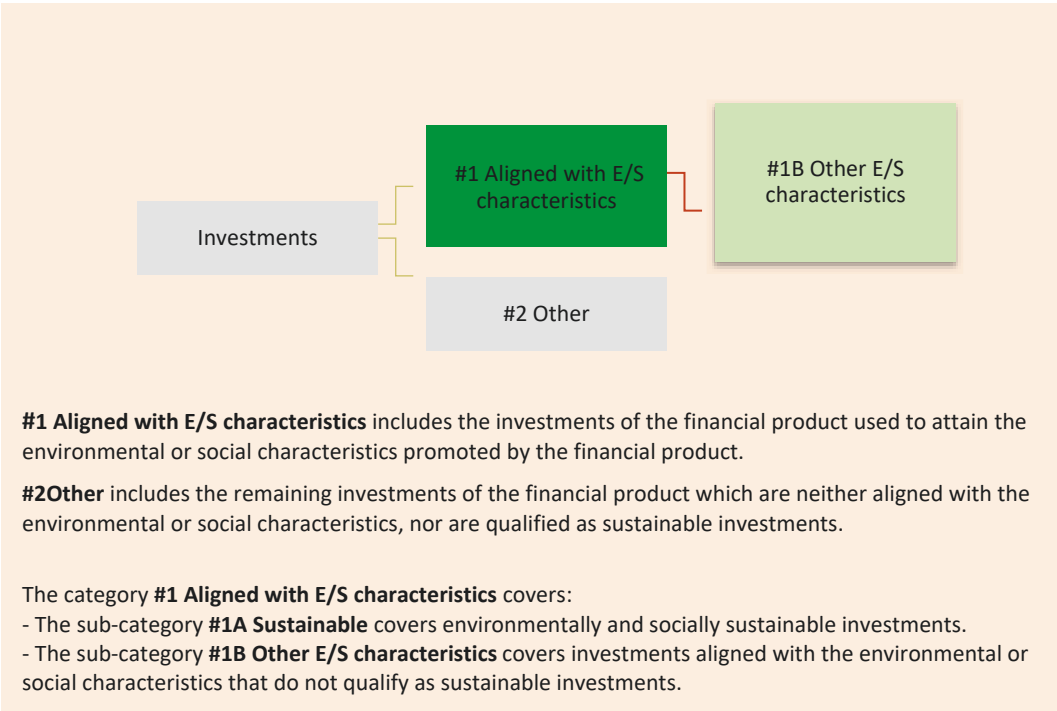 #1 Aligned with E/S
characteristics
#1B Other E/S
characteristics
Investments
#2 Other
#1 Aligned with E/S characteristics includes the investments of the financial product used to attain the
environmental or social characteristics promoted by the financial product.
#2Other includes the remaining investments of the financial product which are neither aligned with the
environmental or social characteristics, nor are qualified as sustainable investments.
The category #1 Aligned with E/S characteristics covers:
- The sub-category #1A Sustainable covers environmentally and socially sustainable investments.
- The sub-category #1B Other E/S characteristics covers investments aligned with the environmental or
social characteristics that do not qualify as sustainable investments.